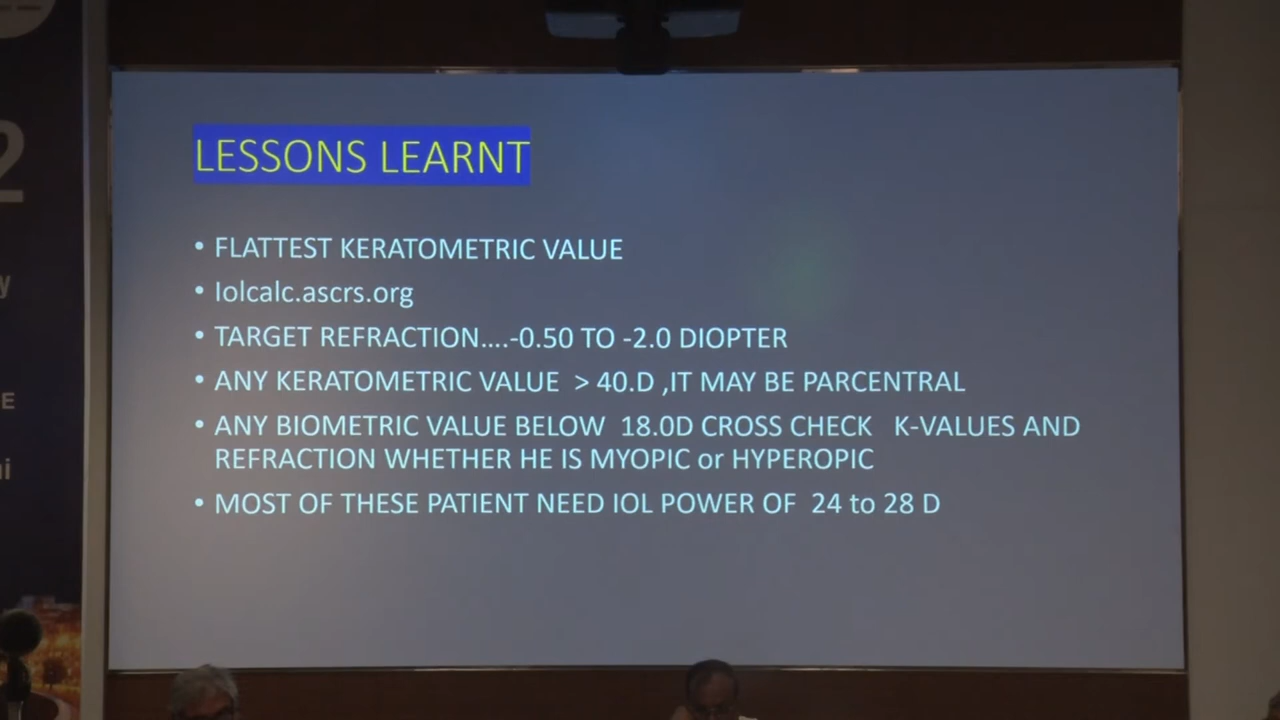 2
y
E
i
LESSONS LEARNT
• FLATTEST KERATOMETRIC VALUE
• Iolcalc.ascrs.org
• TARGET REFRACTION....-0.50 TO -2.0 DIOPTER
• ANY KERATOMETRIC VALUE > 40.D ,IT MAY BE PARCENTRAL
• ANY BIOMETRIC VALUE BELOW 18.0D CROSS CHECK K-VALUES AND
REFRACTION WHETHER HE IS MYOPIC or HYPEROPIC
• MOST OF THESE PATIENT NEED IOL POWER OF 24 to 28 D